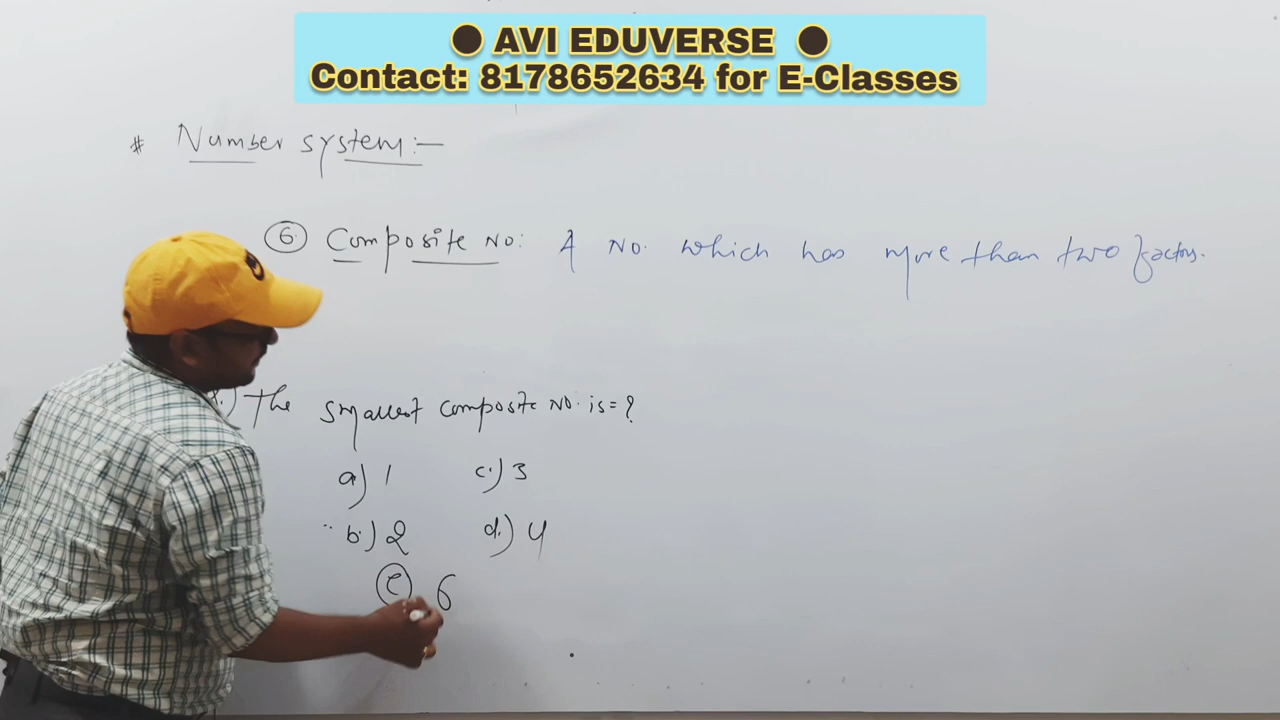 ● AVI EDUVERSE ●
Contact: 8178652634 for E-Classes
# Number system:-
6. Composite No: A No. which has more than two factors.
.) The smallest composite No. is=?
a) 1 c.) 3
b.) 2 d.) 4
e 6